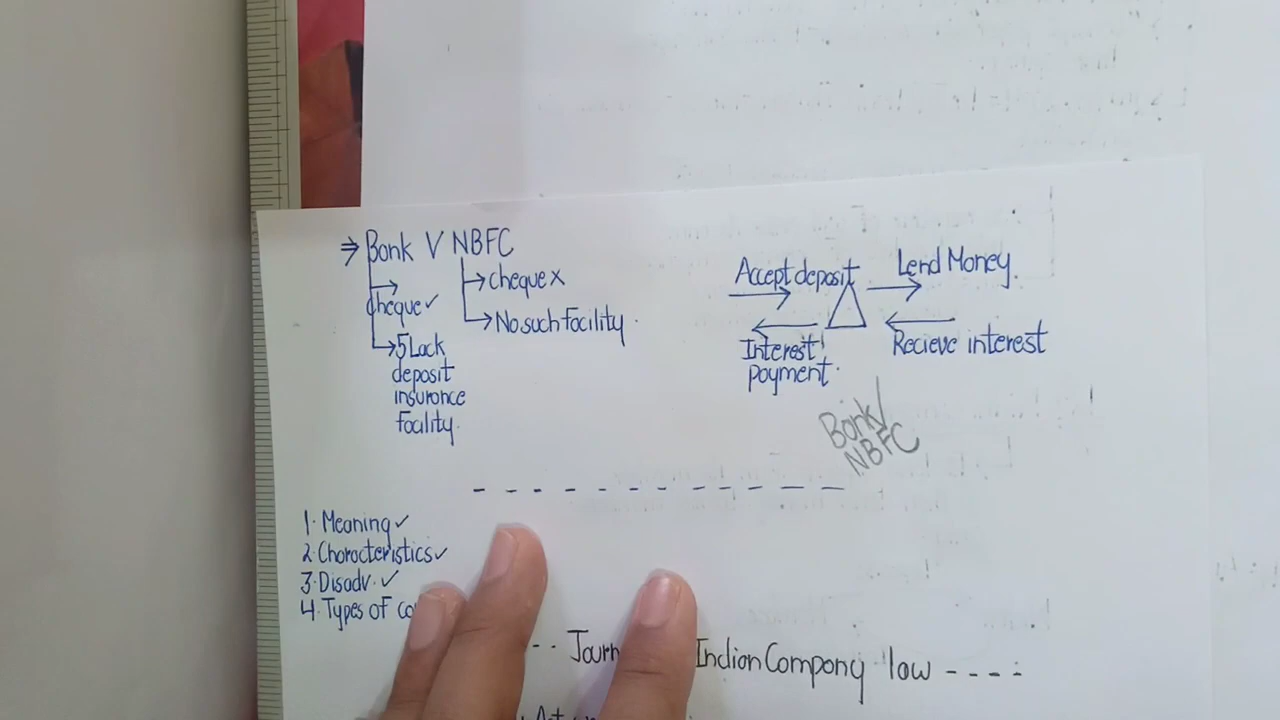 ⇒ Bank V NBFC
cheque x
No such facility.
cheque ✓
5 Lack
deposit
insurance
facility.
Accept deposit
Lend Money.
Interest
payment.
Recieve interest
Bank/
NBFC
1. Meaning ✓
2. Characteristics ✓
3. Disadv. ✓
4. Types of
Indian Company law - - - -